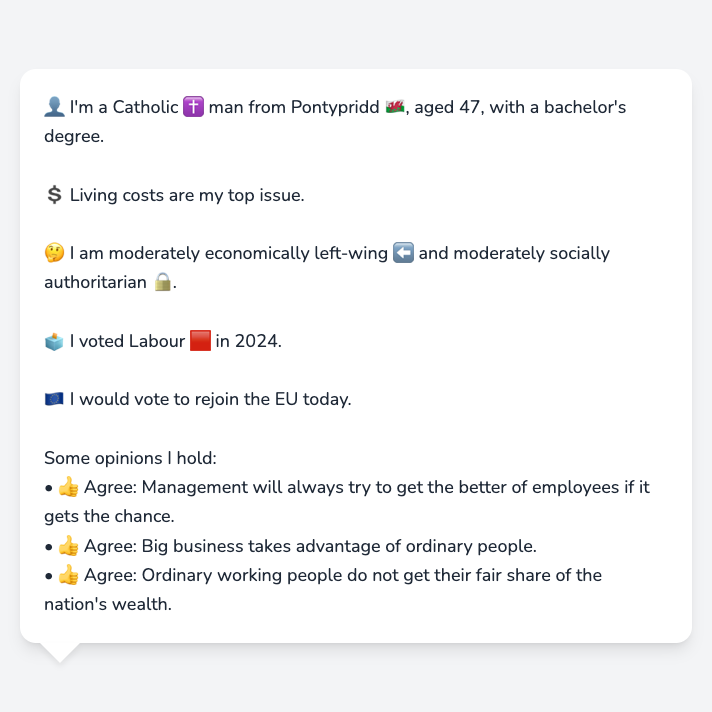 👤 I'm a Catholic ✝️ man from Pontypridd 🏴󠁧󠁢󠁷󠁬󠁳󠁿, aged 47, with a bachelor's
degree.
💲 Living costs are my top issue.
🤔 I am moderately economically left-wing ⬅️ and moderately socially
authoritarian 🔒.
🗳️ I voted Labour 🟥 in 2024.
🇪🇺 I would vote to rejoin the EU today.
Some opinions I hold:
• 👍 Agree: Management will always try to get the better of employees if it
gets the chance.
• 👍 Agree: Big business takes advantage of ordinary people.
• 👍 Agree: Ordinary working people do not get their fair share of the
nation's wealth.